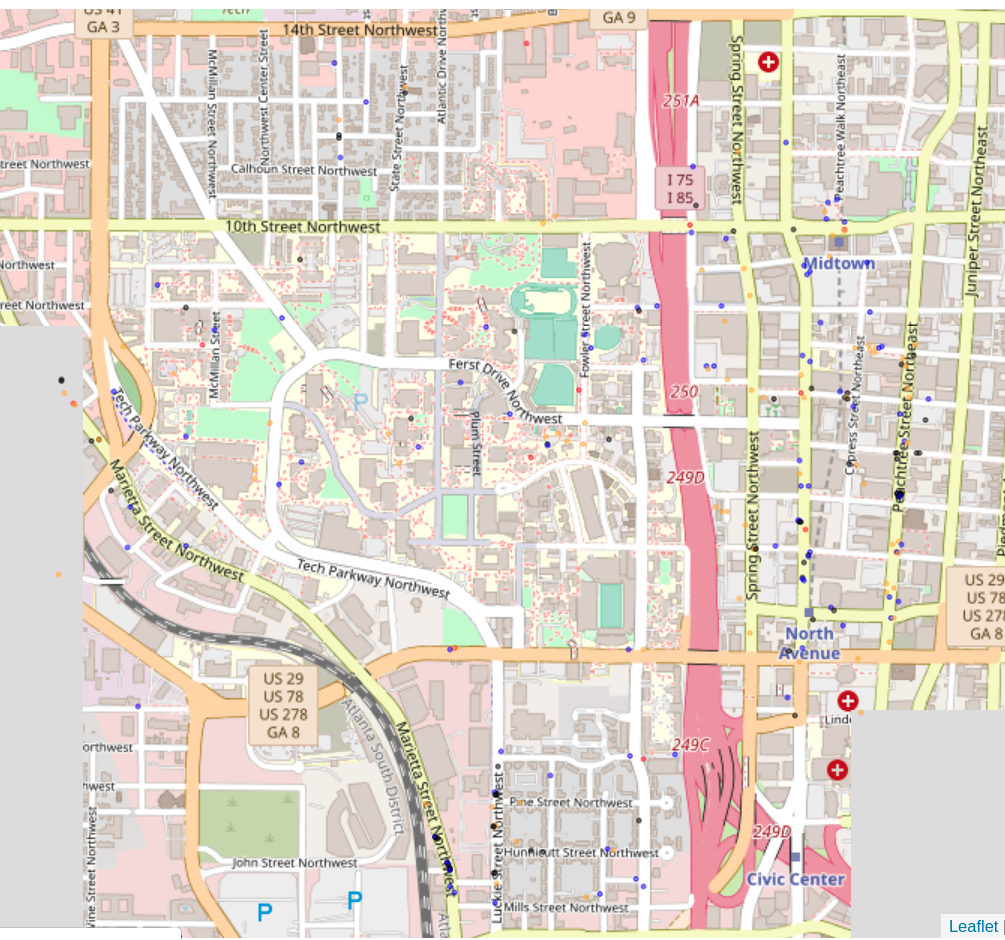 US 41
GA 3
Tech
GA 9
14th Street Northwest
McMillan Street Northwest
Northwest Center Street
State Street Northwest
Atlantic Drive Northw
251A
Spring Street Northwest
Peachtree Walk Northeast
Juniper Street Northeast
treet Northwest
Calhoun Street Northwest
I 75
I 85
10th Street Northwest
Northwest
Midtown
reet Northwest
McMillan Street
Fowler Street Northwest
Ferst Drive Northwest
Cypress Street Northeast
Peachtree Street Northeast
250
P
Plum Street
Tech Parkway Northwest
Marietta Street Northwest
249D
Spring Street Northwest
Tech Parkway Northwest
US 29
US 78
US 278
GA 8
North
Avenue
US 29
US 78
US 278
GA 8
Atlanta South District
Marietta Street Northwest
Linde
orthwest
249C
hwest
Pine Street Northwest
Luckie Street Northwest
249D
Vine Street Northwest
John Street Northwest
Hunnicutt Street Northwest
Civic Center
P
P
Mills Street Northwest
Atla
Leaflet